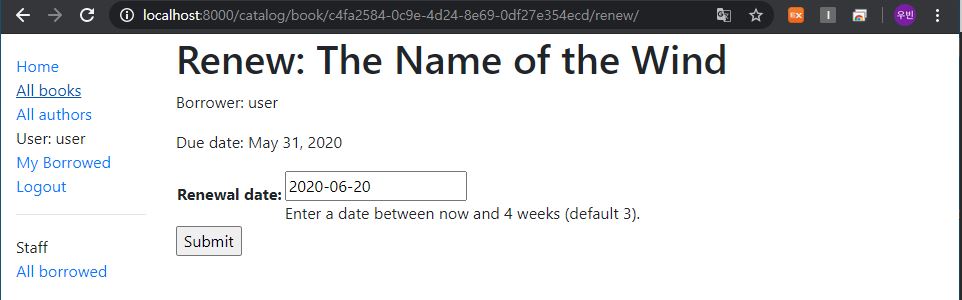 localhost:8000/catalog/book/c4fa2584-0c9e-4d24-8e69-0df27e354ecd/renew/
EX
I
우빈
Home
All books
All authors
User: user
My Borrowed
Logout
Staff
All borrowed
Renew: The Name of the Wind
Borrower: user
Due date: May 31, 2020
Renewal date: 2020-06-20
Enter a date between now and 4 weeks (default 3).
Submit